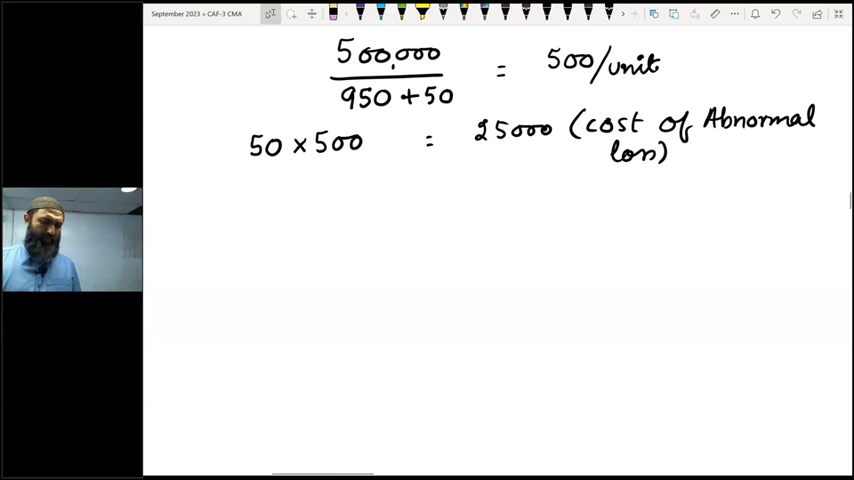 September 2023 » CAF-3 CMA
500,000
950 + 50
= 500/unit
50 × 500 = 25000 (cost of Abnormal
loss)